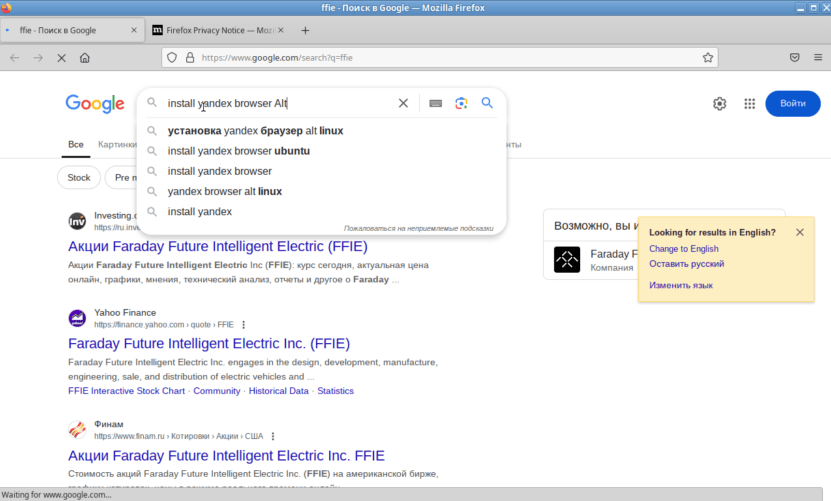 ffie - Поиск в Google — Mozilla Firefox
ffie - Поиск в Google
Firefox Privacy Notice — Moz
https://www.google.com/search?q=ffie
Google
install yandex browser Alt
Войти
установка yandex браузер alt linux
install yandex browser ubuntu
install yandex browser
yandex browser alt linux
install yandex
Пожаловаться на неприемлемые подсказки
Все
Картинки
Stock
Inv
Investing.
Акции Faraday Future Intelligent Electric (FFIE)
Акции Faraday Future Intelligent Electric Inc (FFIE): курс сегодня, актуальная цена
онлайн, графики, мнения, технический анализ, отчеты и другое о Faraday ...
Yahoo Finance
https://finance.yahoo.com › quote › FFIE
Faraday Future Intelligent Electric Inc. (FFIE)
Faraday Future Intelligent Electric Inc. engages in the design, development, manufacture,
engineering, sale, and distribution of electric vehicles and ...
FFIE Interactive Stock Chart · Community · Historical Data · Statistics
Финам
https://www.finam.ru › Котировки › Акции › США
Акции Faraday Future Intelligent Electric Inc. FFIE
Стоимость акций Faraday Future Intelligent Electric Inc. (FFIE) на американской бирже,
Возможно, вы и
Faraday F
Компания
Looking for results in English?
Change to English
Оставить русский
Изменить язык
Waiting for www.google.com...